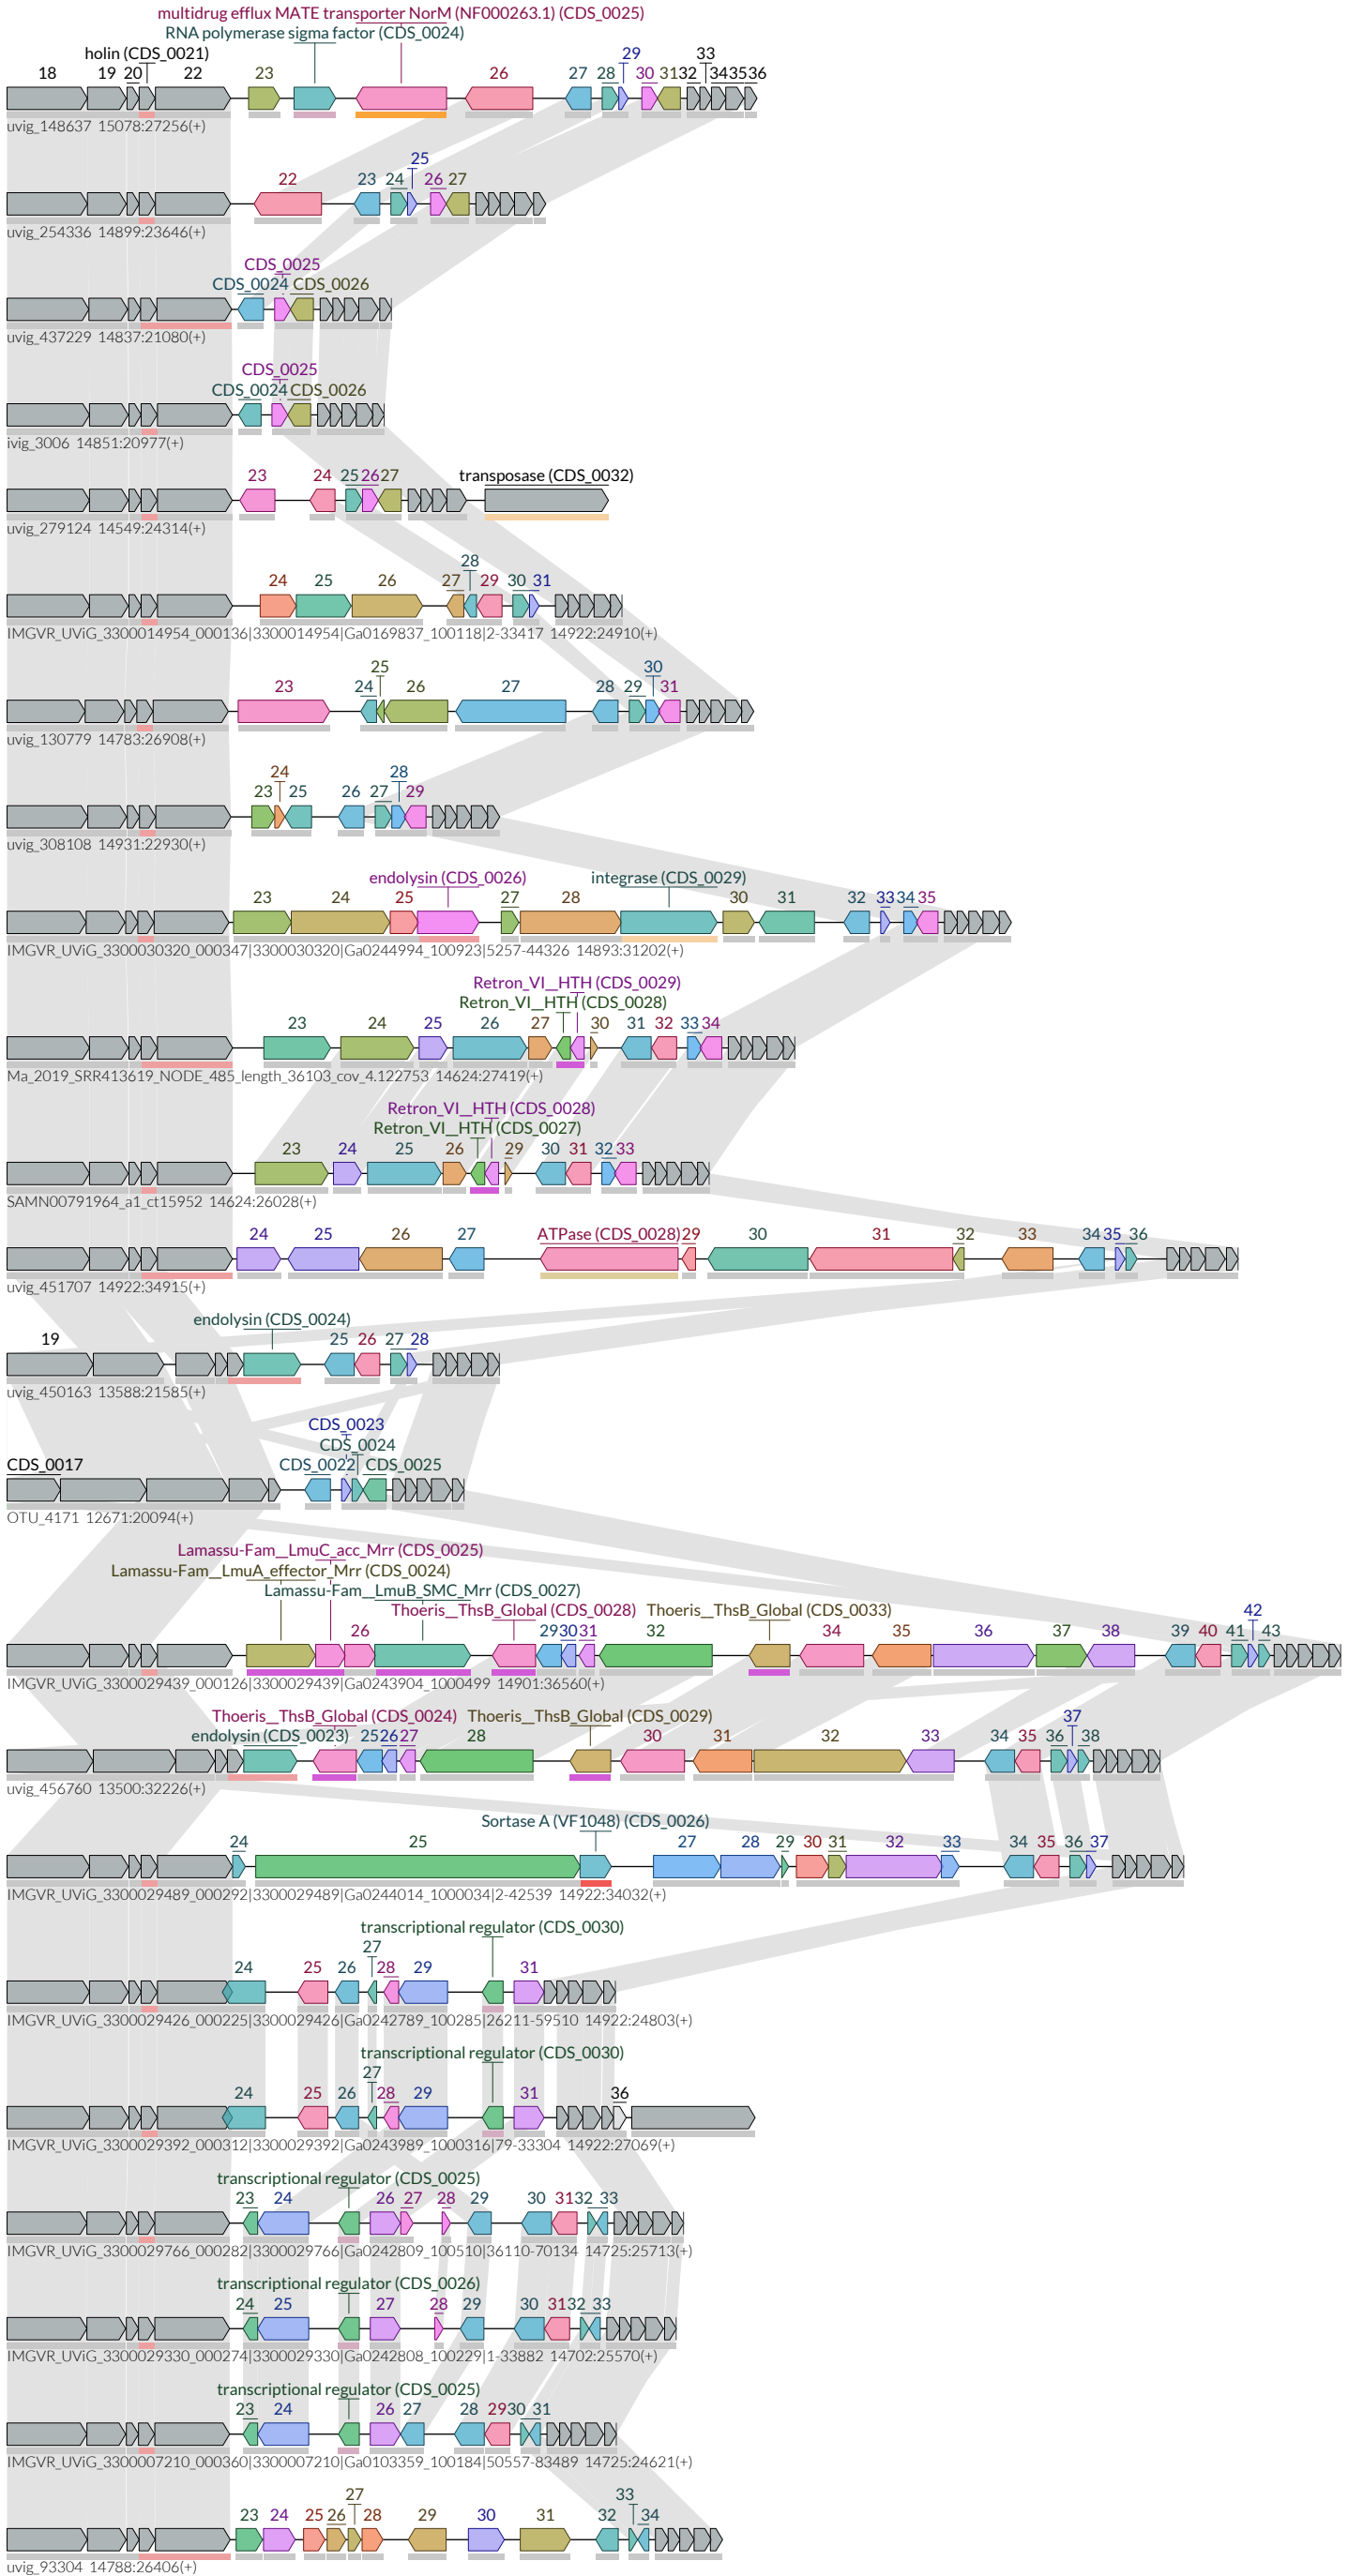 multidrug efflux MATE transporter NorM (NF000263.1) (CDS_0025)
RNA polymerase sigma factor (CDS_0024)
holin (CDS_0021) 29 33
18 19 20 22 23 26 27 28 30 31 32 34 35 36
uvig_148637 15078:27256(+)
25
22 23 24 26 27
uvig_254336 14899:23646(+)
CDS_0025
CDS_0024 CDS_0026
uvig_437229 14837:21080(+)
CDS_0025
CDS_0024 CDS_0026
ivig_3006 14851:20977(+)
23 24 25 26 27 transposase (CDS_0032)
uvig_279124 14549:24314(+)
28
24 25 26 27 29 30 31
IMGVR_UViG_3300014954_000136|3300014954|Ga0169837_100118|2-33417 14922:24910(+)
25 30
23 24 26 27 28 29 31
uvig_130779 14783:26908(+)
24 28
23 25 26 27 29
uvig_308108 14931:22930(+)
endolysin (CDS_0026) integrase (CDS_0029)
23 24 25 27 28 30 31 32 33 34 35
IMGVR_UViG_3300030320_000347|3300030320|Ga0244994_100923|5257-44326 14893:31202(+)
Retron_VI__HTH (CDS_0029)
Retron_VI__HTH (CDS_0028)
23 24 25 26 27 30 31 32 33 34
Ma_2019_SRR413619_NODE_485_length_36103_cov_4.122753 14624:27419(+)
Retron_VI__HTH (CDS_0028)
Retron_VI__HTH (CDS_0027)
23 24 25 26 29 30 31 32 33
SAMN00791964_a1_ct15952 14624:26028(+)
24 25 26 27 ATPase (CDS_0028) 29 30 31 32 33 34 35 36
uvig_451707 14922:34915(+)
endolysin (CDS_0024)
19 25 26 27 28
uvig_450163 13588:21585(+)
CDS_0023
CDS_0024
CDS_0017 CDS_0022 CDS_0025
OTU_4171 12671:20094(+)
Lamassu-Fam__LmuC_acc_Mrr (CDS_0025)
Lamassu-Fam__LmuA_effector_Mrr (CDS_0024)
Lamassu-Fam__LmuB_SMC_Mrr (CDS_0027)
Thoeris__ThsB_Global (CDS_0028) Thoeris__ThsB_Global (CDS_0033) 42
26 29 30 31 32 34 35 36 37 38 39 40 41 43
IMGVR_UViG_3300029439_000126|3300029439|Ga0243904_1000499 14901:36560(+)
Thoeris__ThsB_Global (CDS_0024) Thoeris__ThsB_Global (CDS_0029) 37
endolysin (CDS_0023) 25 26 27 28 30 31 32 33 34 35 36 38
uvig_456760 13500:32226(+)
Sortase A (VF1048) (CDS_0026)
24 25 27 28 29 30 31 32 33 34 35 36 37
IMGVR_UViG_3300029489_000292|3300029489|Ga0244014_1000034|2-42539 14922:34032(+)
transcriptional regulator (CDS_0030)
27
24 25 26 28 29 31
IMGVR_UViG_3300029426_000225|3300029426|Ga0242789_100285|26211-59510 14922:24803(+)
transcriptional regulator (CDS_0030)
27
24 25 26 28 29 31 36
IMGVR_UViG_3300029392_000312|3300029392|Ga0243989_1000316|79-33304 14922:27069(+)
transcriptional regulator (CDS_0025)
23 24 26 27 28 29 30 31 32 33
IMGVR_UViG_3300029766_000282|3300029766|Ga0242809_100510|36110-70134 14725:25713(+)
transcriptional regulator (CDS_0026)
24 25 27 28 29 30 31 32 33
IMGVR_UViG_3300029330_000274|3300029330|Ga0242808_100229|1-33882 14702:25570(+)
transcriptional regulator (CDS_0025)
23 24 26 27 28 29 30 31
IMGVR_UViG_3300007210_000360|3300007210|Ga0103359_100184|50557-83489 14725:24621(+)
27 33
23 24 25 26 28 29 30 31 32 34
uvig_93304 14788:26406(+)